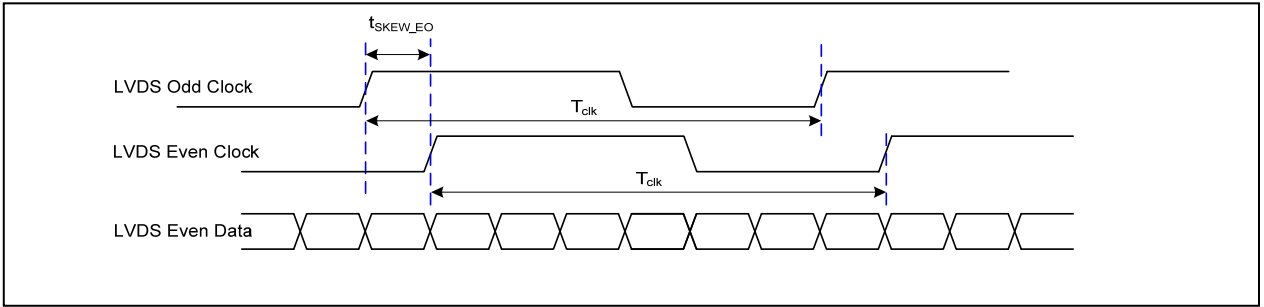 tSKEW_EO
LVDS Odd Clock
Tclk
LVDS Even Clock
Tclk
LVDS Even Data